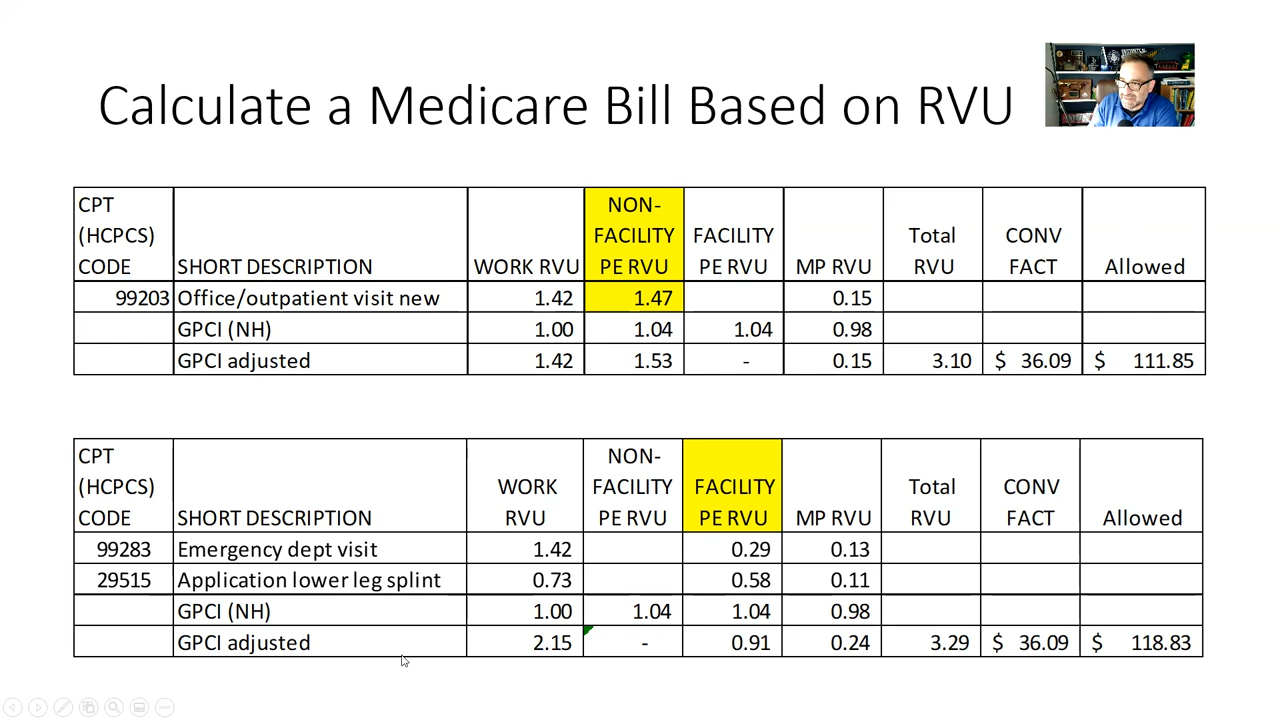 Calculate a Medicare Bill Based on RVU
CPT (HCPCS) CODE SHORT DESCRIPTION WORK RVU NON-FACILITY PE RVU FACILITY PE RVU MP RVU Total RVU CONV FACT Allowed
99203 Office/outpatient visit new 1.42 1.47 0.15
GPCI (NH) 1.00 1.04 1.04 0.98
GPCI adjusted 1.42 1.53 - 0.15 3.10 $ 36.09 $ 111.85
CPT (HCPCS) CODE SHORT DESCRIPTION WORK RVU NON-FACILITY PE RVU FACILITY PE RVU MP RVU Total RVU CONV FACT Allowed
99283 Emergency dept visit 1.42 0.29 0.13
29515 Application lower leg splint 0.73 0.58 0.11
GPCI (NH) 1.00 1.04 1.04 0.98
GPCI adjusted 2.15 - 0.91 0.24 3.29 $ 36.09 $ 118.83